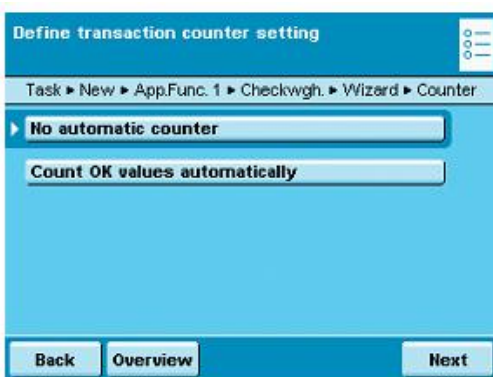 Define transaction counter setting
Task ▸ New ▸ App.Func. 1 ▸ Checkwgh. ▸ Wizard ▸ Counter
No automatic counter
Count OK values automatically
Back Overview Next